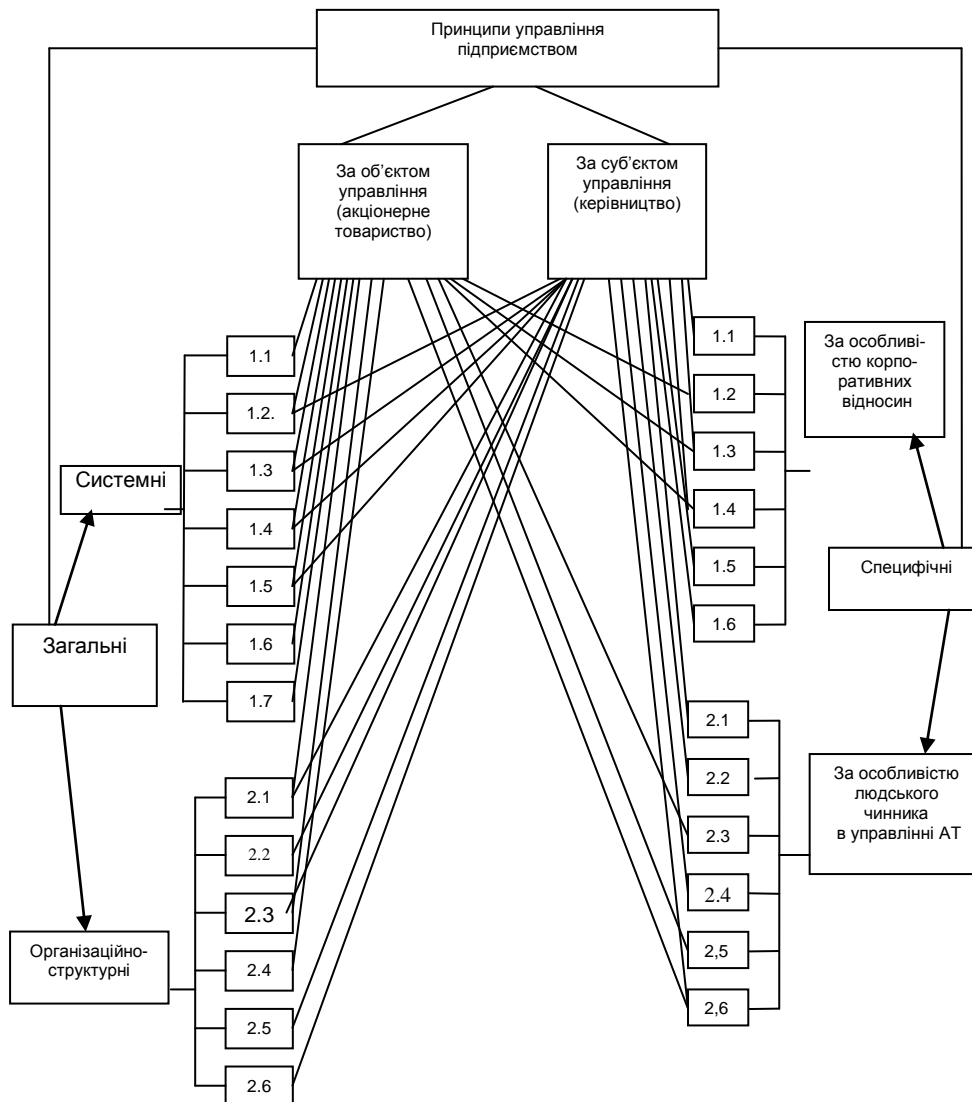 Принципи управління
підприємством
За об’єктом
управління
(акціонерне
товариство)
За суб’єктом
управління
(керівництво)
1.1
1.2.
1.3
1.4
1.5
1.6
1.7
Системні
Загальні
2.1
2.2
2.3
2.4
2.5
2.6
Організаційно-
структурні
1.1
1.2
1.3
1.4
1.5
1.6
За особливі-
стю корпо-
ративних
відносин
Специфічні
2.1
2.2
2.3
2.4
2,5
2,6
За особливістю
людського
чинника
в управлінні АТ